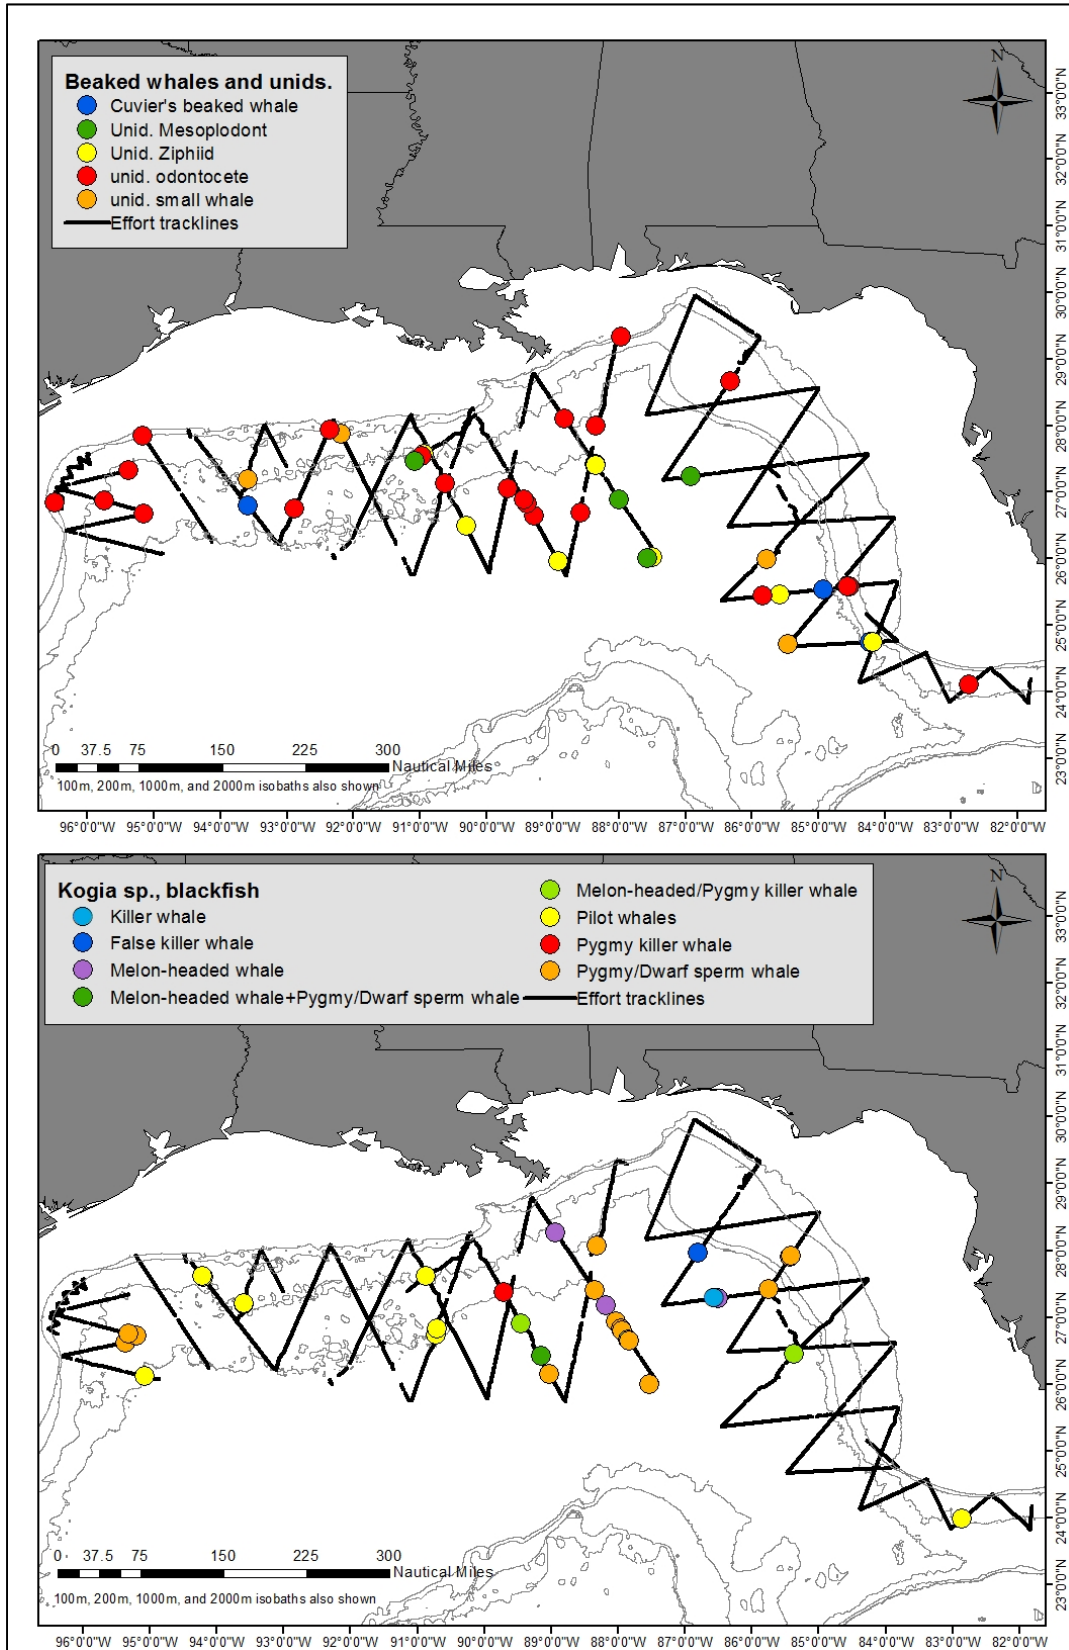 Beaked whales and unids.
Cuvier's beaked whale
Unid. Mesoplodont
Unid. Ziphiid
unid. odontocete
unid. small whale
Effort tracklines
N
33°0'0"N
32°0'0"N
31°0'0"N
30°0'0"N
29°0'0"N
28°0'0"N
27°0'0"N
26°0'0"N
25°0'0"N
24°0'0"N
23°0'0"N
0 37.5 75 150 225 300
Nautical Miles
100m, 200m, 1000m, and 2000m isobaths also shown
96°0'0"W 95°0'0"W 94°0'0"W 93°0'0"W 92°0'0"W 91°0'0"W 90°0'0"W 89°0'0"W 88°0'0"W 87°0'0"W 86°0'0"W 85°0'0"W 84°0'0"W 83°0'0"W 82°0'0"W
Kogia sp., blackfish
Killer whale
False killer whale
Melon-headed whale
Melon-headed whale+Pygmy/Dwarf sperm whale
Melon-headed/Pygmy killer whale
Pilot whales
Pygmy killer whale
Pygmy/Dwarf sperm whale
Effort tracklines
N
33°0'0"N
32°0'0"N
31°0'0"N
30°0'0"N
29°0'0"N
28°0'0"N
27°0'0"N
26°0'0"N
25°0'0"N
24°0'0"N
23°0'0"N
0 37.5 75 150 225 300
Nautical Miles
100m, 200m, 1000m, and 2000m isobaths also shown
96°0'0"W 95°0'0"W 94°0'0"W 93°0'0"W 92°0'0"W 91°0'0"W 90°0'0"W 89°0'0"W 88°0'0"W 87°0'0"W 86°0'0"W 85°0'0"W 84°0'0"W 83°0'0"W 82°0'0"W